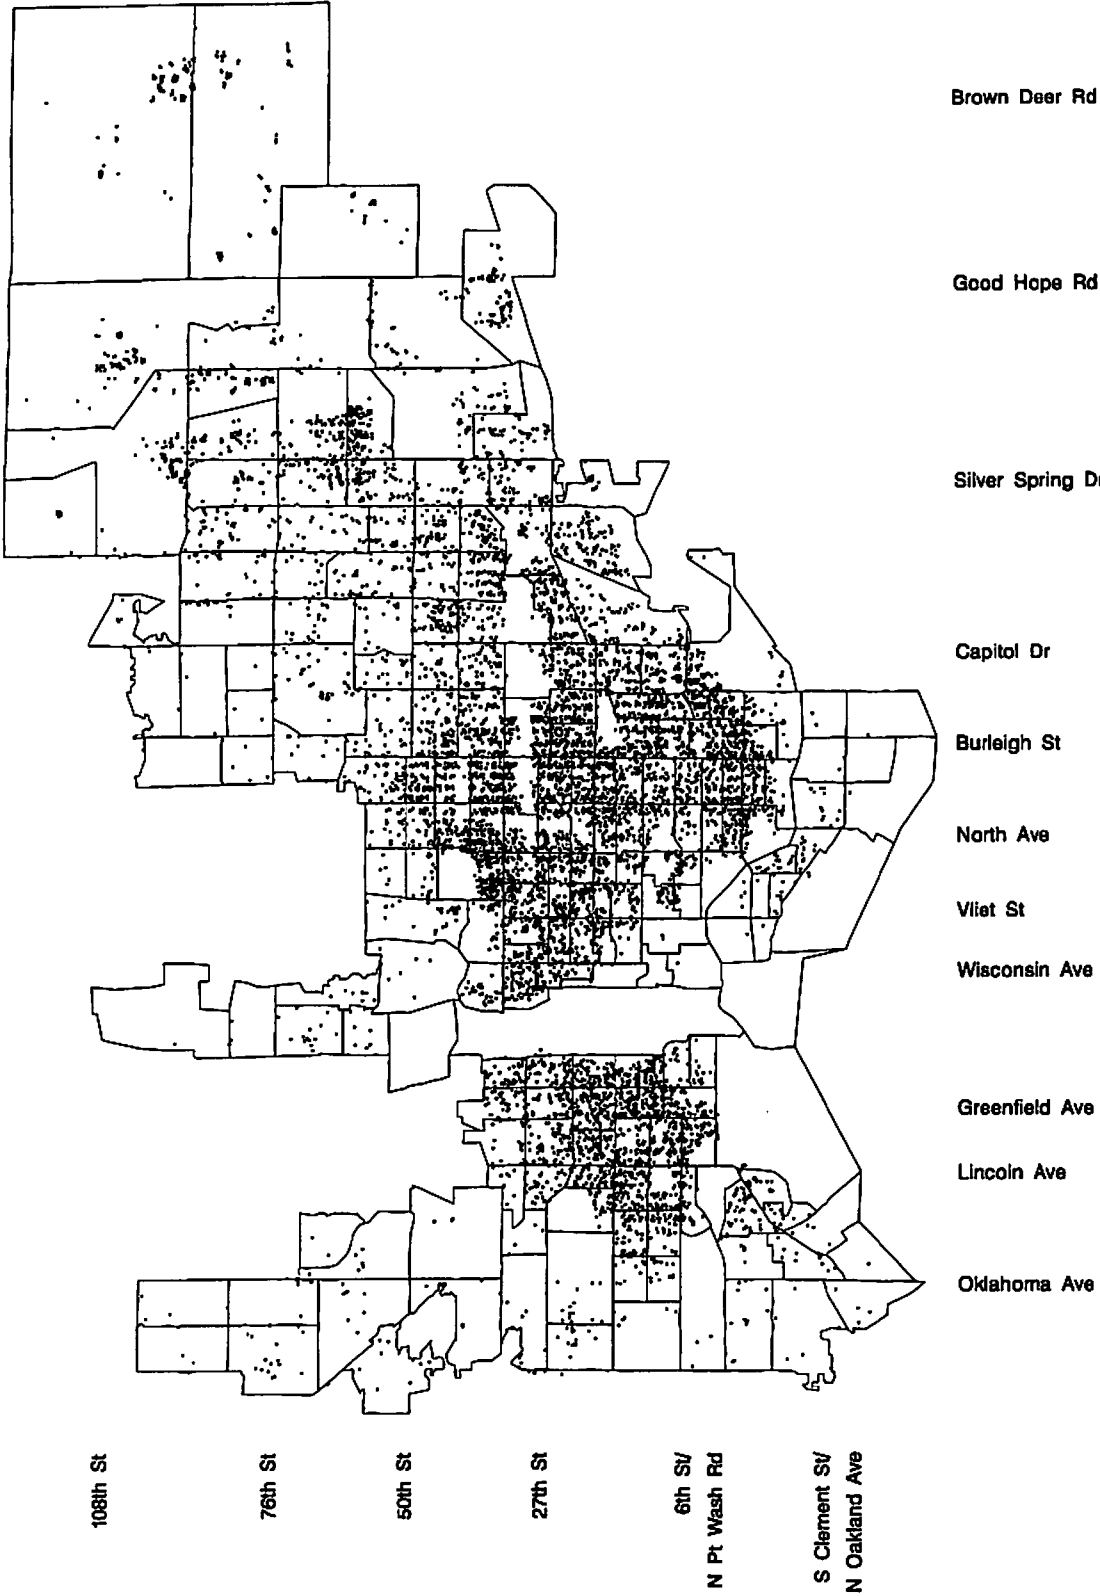 Brown Deer Rd
Good Hope Rd
Silver Spring Dr
Capitol Dr
Burleigh St
North Ave
Vliet St
Wisconsin Ave
Greenfield Ave
Lincoln Ave
Oklahoma Ave
108th St
76th St
50th St
27th St
6th St/
N Pt Wash Rd
S Clement St/
N Oakland Ave